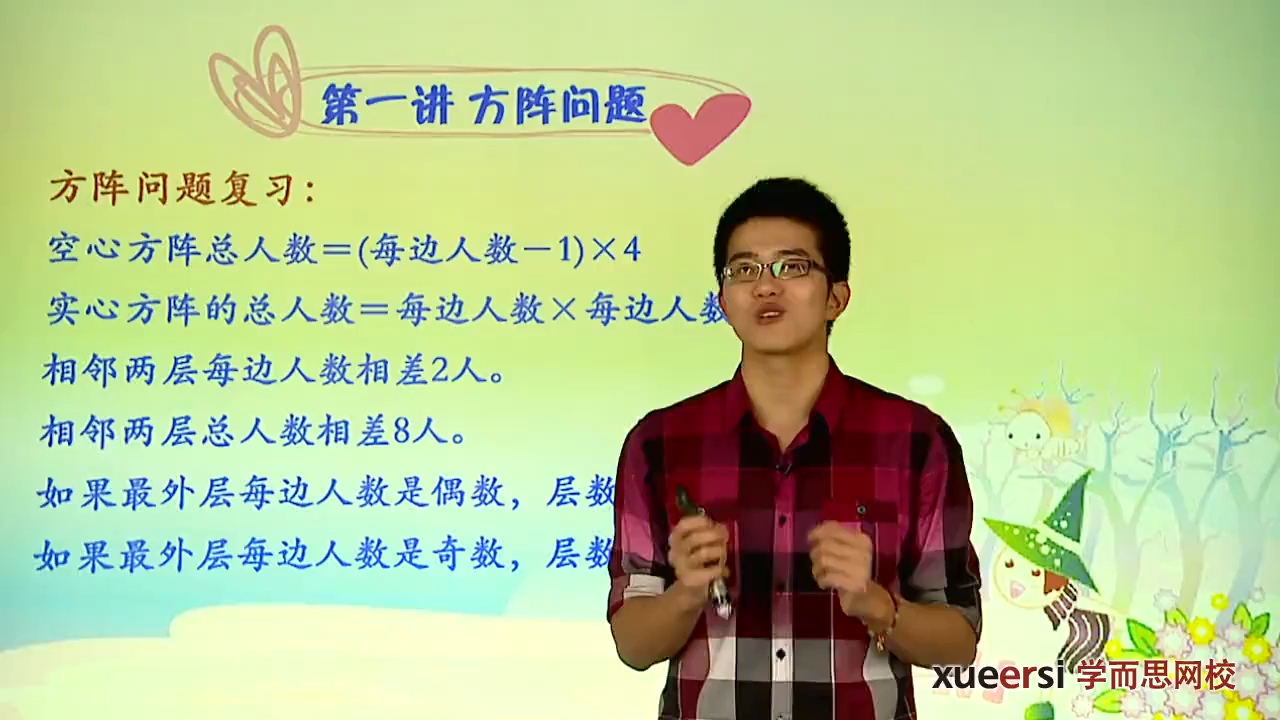 第一讲 方阵问题
方阵问题复习：
空心方阵总人数＝(每边人数－1)×4
实心方阵的总人数＝每边人数×每边人数
相邻两层每边人数相差2人。
相邻两层总人数相差8人。
如果最外层每边人数是偶数，层数
如果最外层每边人数是奇数，层数
xueersi 学而思网校